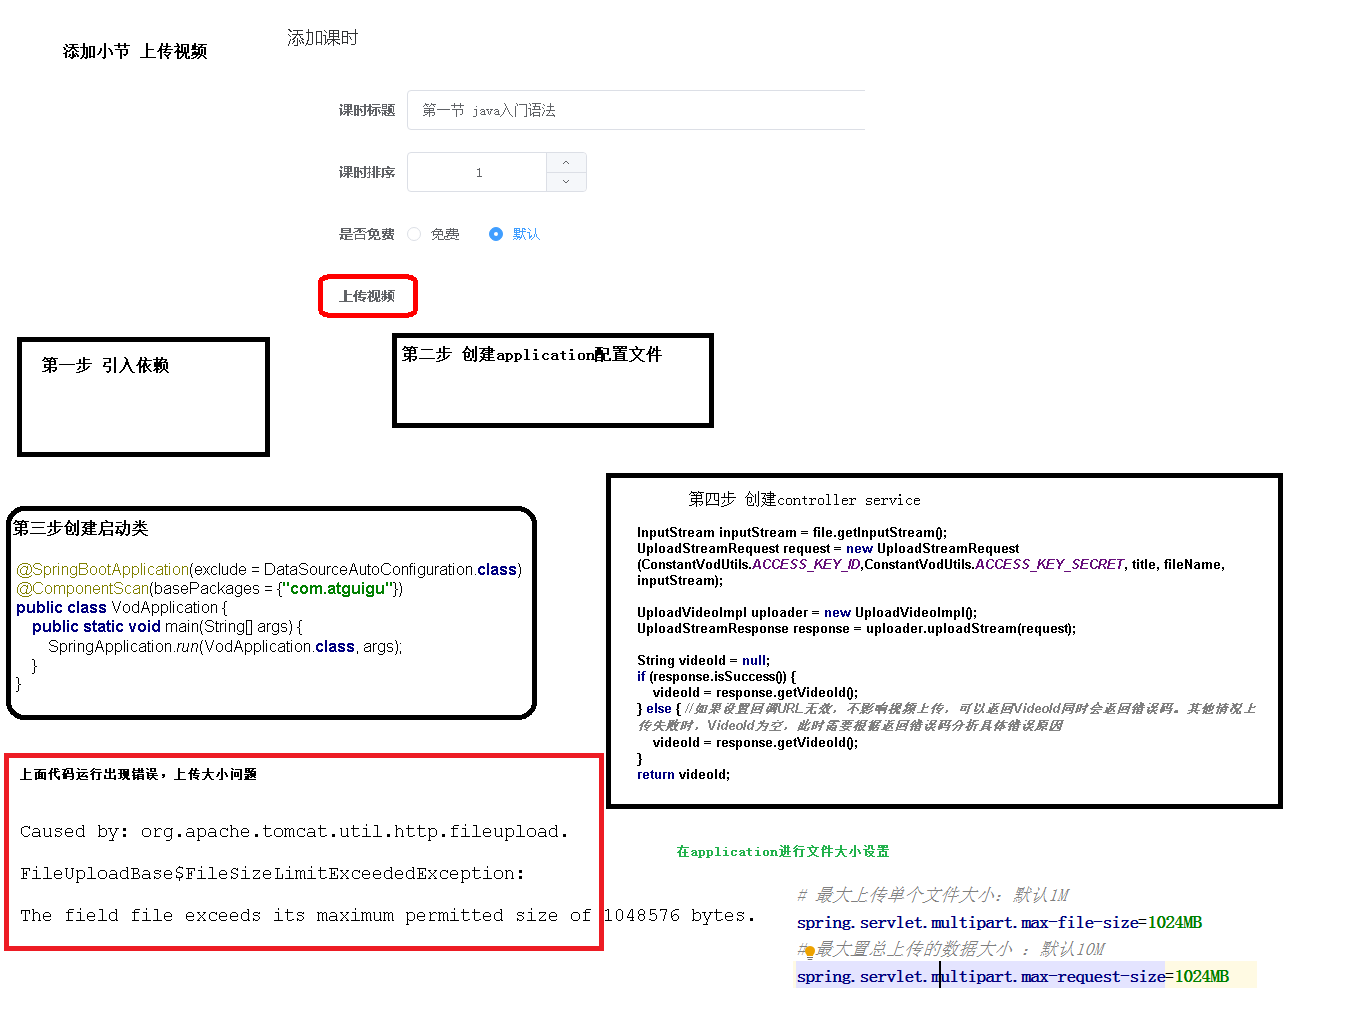 添加小节 上传视频
添加课时
课时标题 第一节 java入门语法
课时排序 1
是否免费 免费 默认
上传视频
第一步 引入依赖
第二步 创建application配置文件
第三步创建启动类
@SpringBootApplication(exclude = DataSourceAutoConfiguration.class)
@ComponentScan(basePackages = {"com.atguigu"})
public class VodApplication {
public static void main(String[] args) {
SpringApplication.run(VodApplication.class, args);
}
}
第四步 创建controller service
InputStream inputStream = file.getInputStream();
UploadStreamRequest request = new UploadStreamRequest
(ConstantVodUtils.ACCESS_KEY_ID,ConstantVodUtils.ACCESS_KEY_SECRET, title, fileName,
inputStream);
UploadVideoImpl uploader = new UploadVideoImpl();
UploadStreamResponse response = uploader.uploadStream(request);
String videoId = null;
if (response.isSuccess()) {
videoId = response.getVideoId();
} else { //如果设置回调URL无效，不影响视频上传，可以返回VideoId同时会返回错误码。其他情况上
传失败时，VideoId为空，此时需要根据返回错误码分析具体错误原因
videoId = response.getVideoId();
}
return videoId;
上面代码运行出现错误，上传大小问题
Caused by: org.apache.tomcat.util.http.fileupload.
FileUploadBase$FileSizeLimitExceededException:
The field file exceeds its maximum permitted size of 1048576 bytes.
在application进行文件大小设置
# 最大上传单个文件大小：默认1M
spring.servlet.multipart.max-file-size=1024MB
# 最大置总上传的数据大小 ：默认10M
spring.servlet.multipart.max-request-size=1024MB